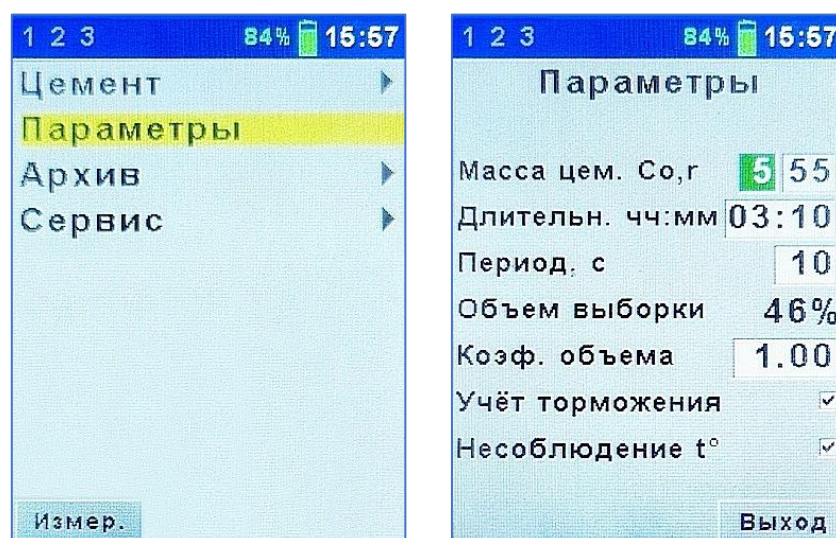 1 2 3 84% 15:57
Цемент
Параметры
Архив
Сервис
Измер.
1 2 3 84% 15:57
Параметры
Масса цем. Со,г 5 55
Длительн. чч:мм 03:10
Период, с 10
Объем выборки 46%
Коэф. объема 1.00
Учёт торможения
Несоблюдение t°
Выход